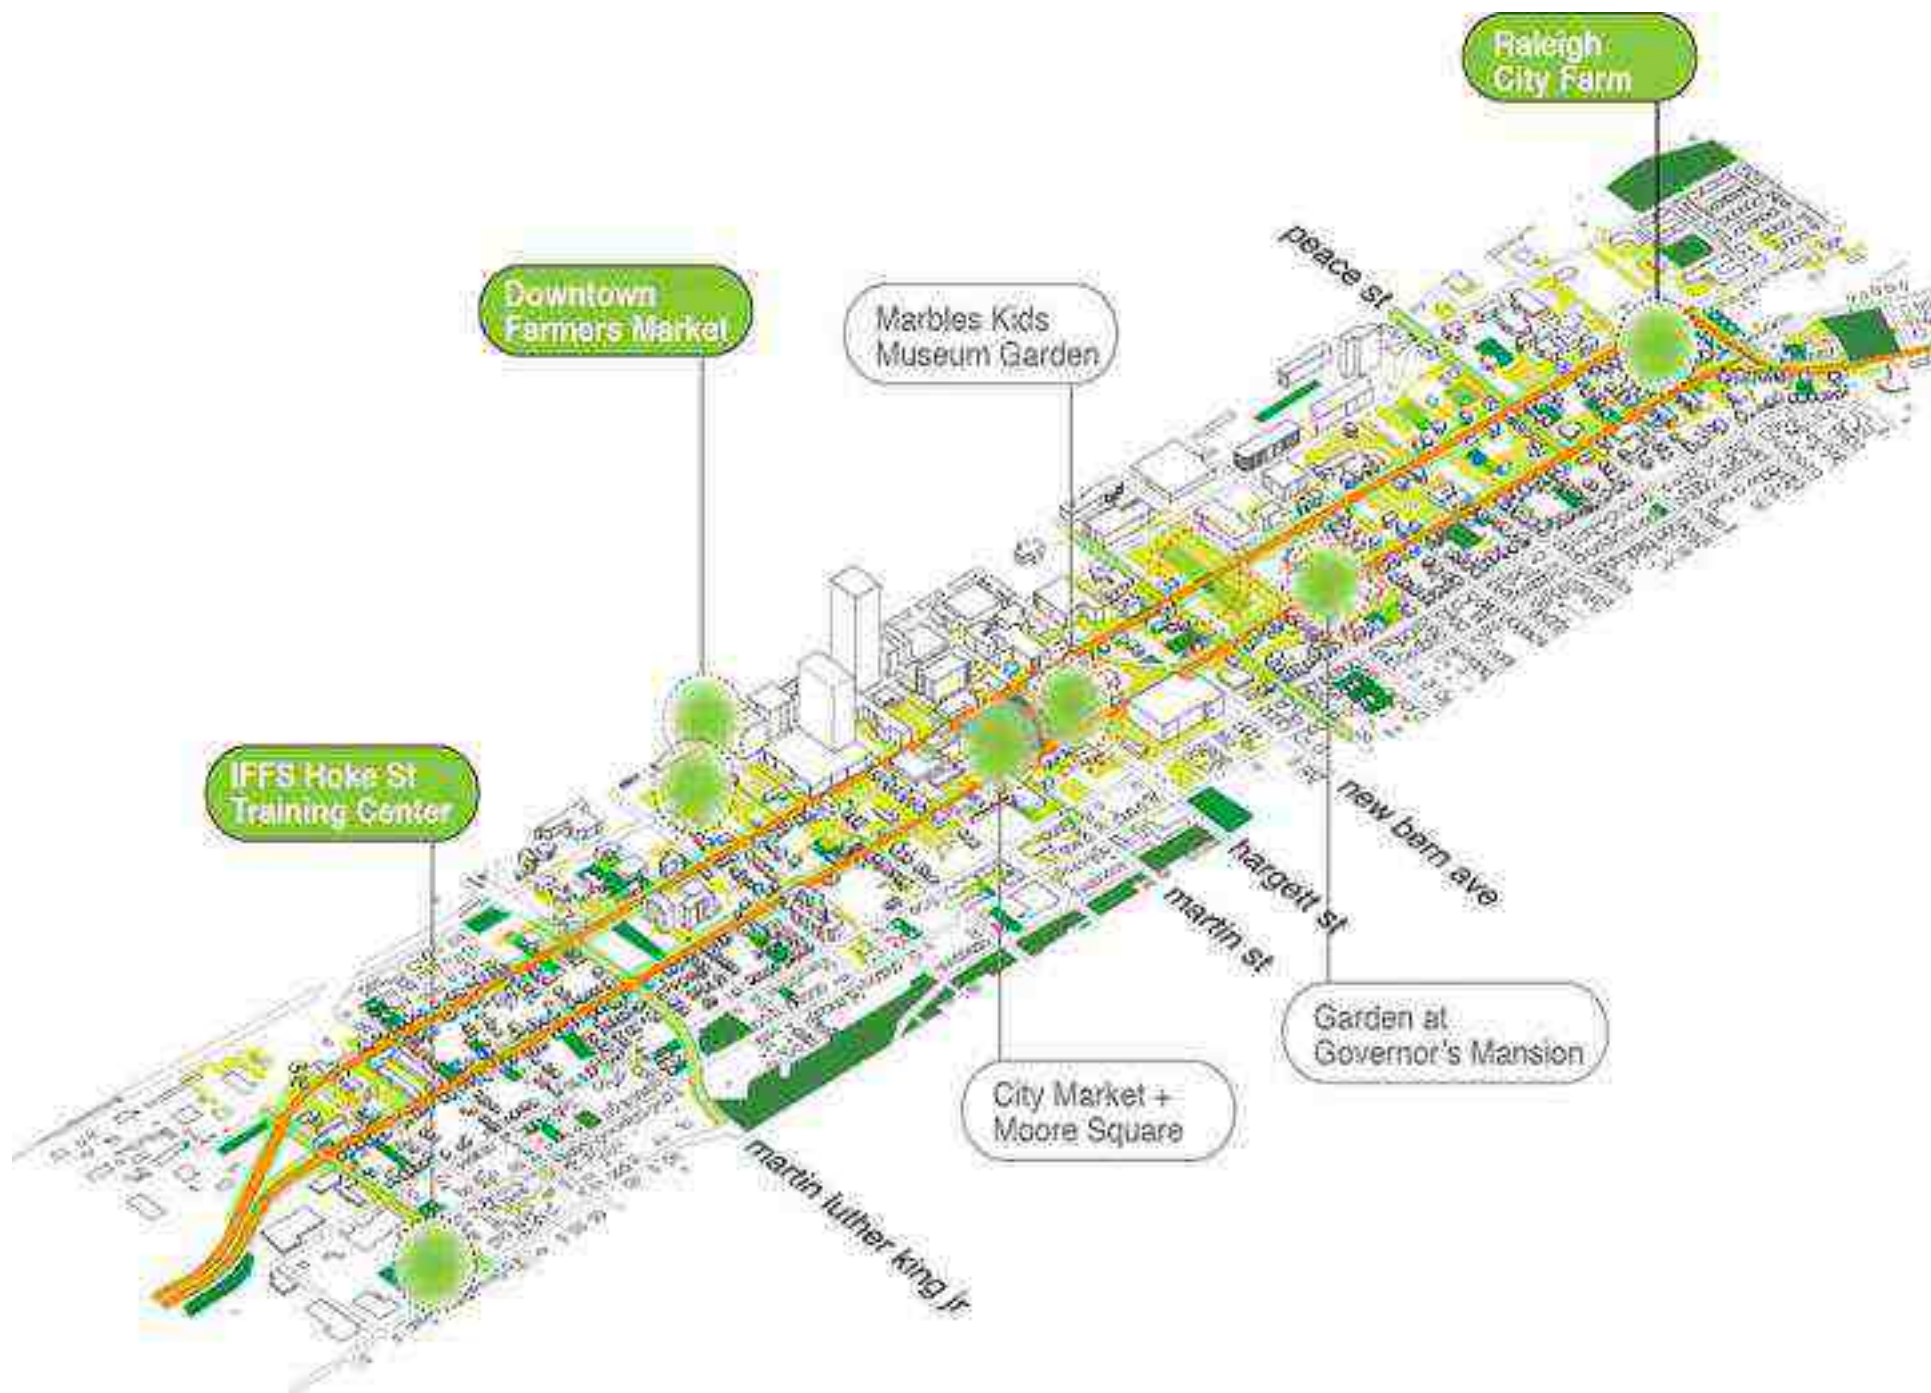 Raleigh
City Farm
peace st
Downtown
Farmers Market
Marbles Kids
Museum Garden
IFFS Hoke St
Training Center
new bern ave
hargett st
martin st
Garden at
Governor's Mansion
City Market +
Moore Square
martin luther king jr